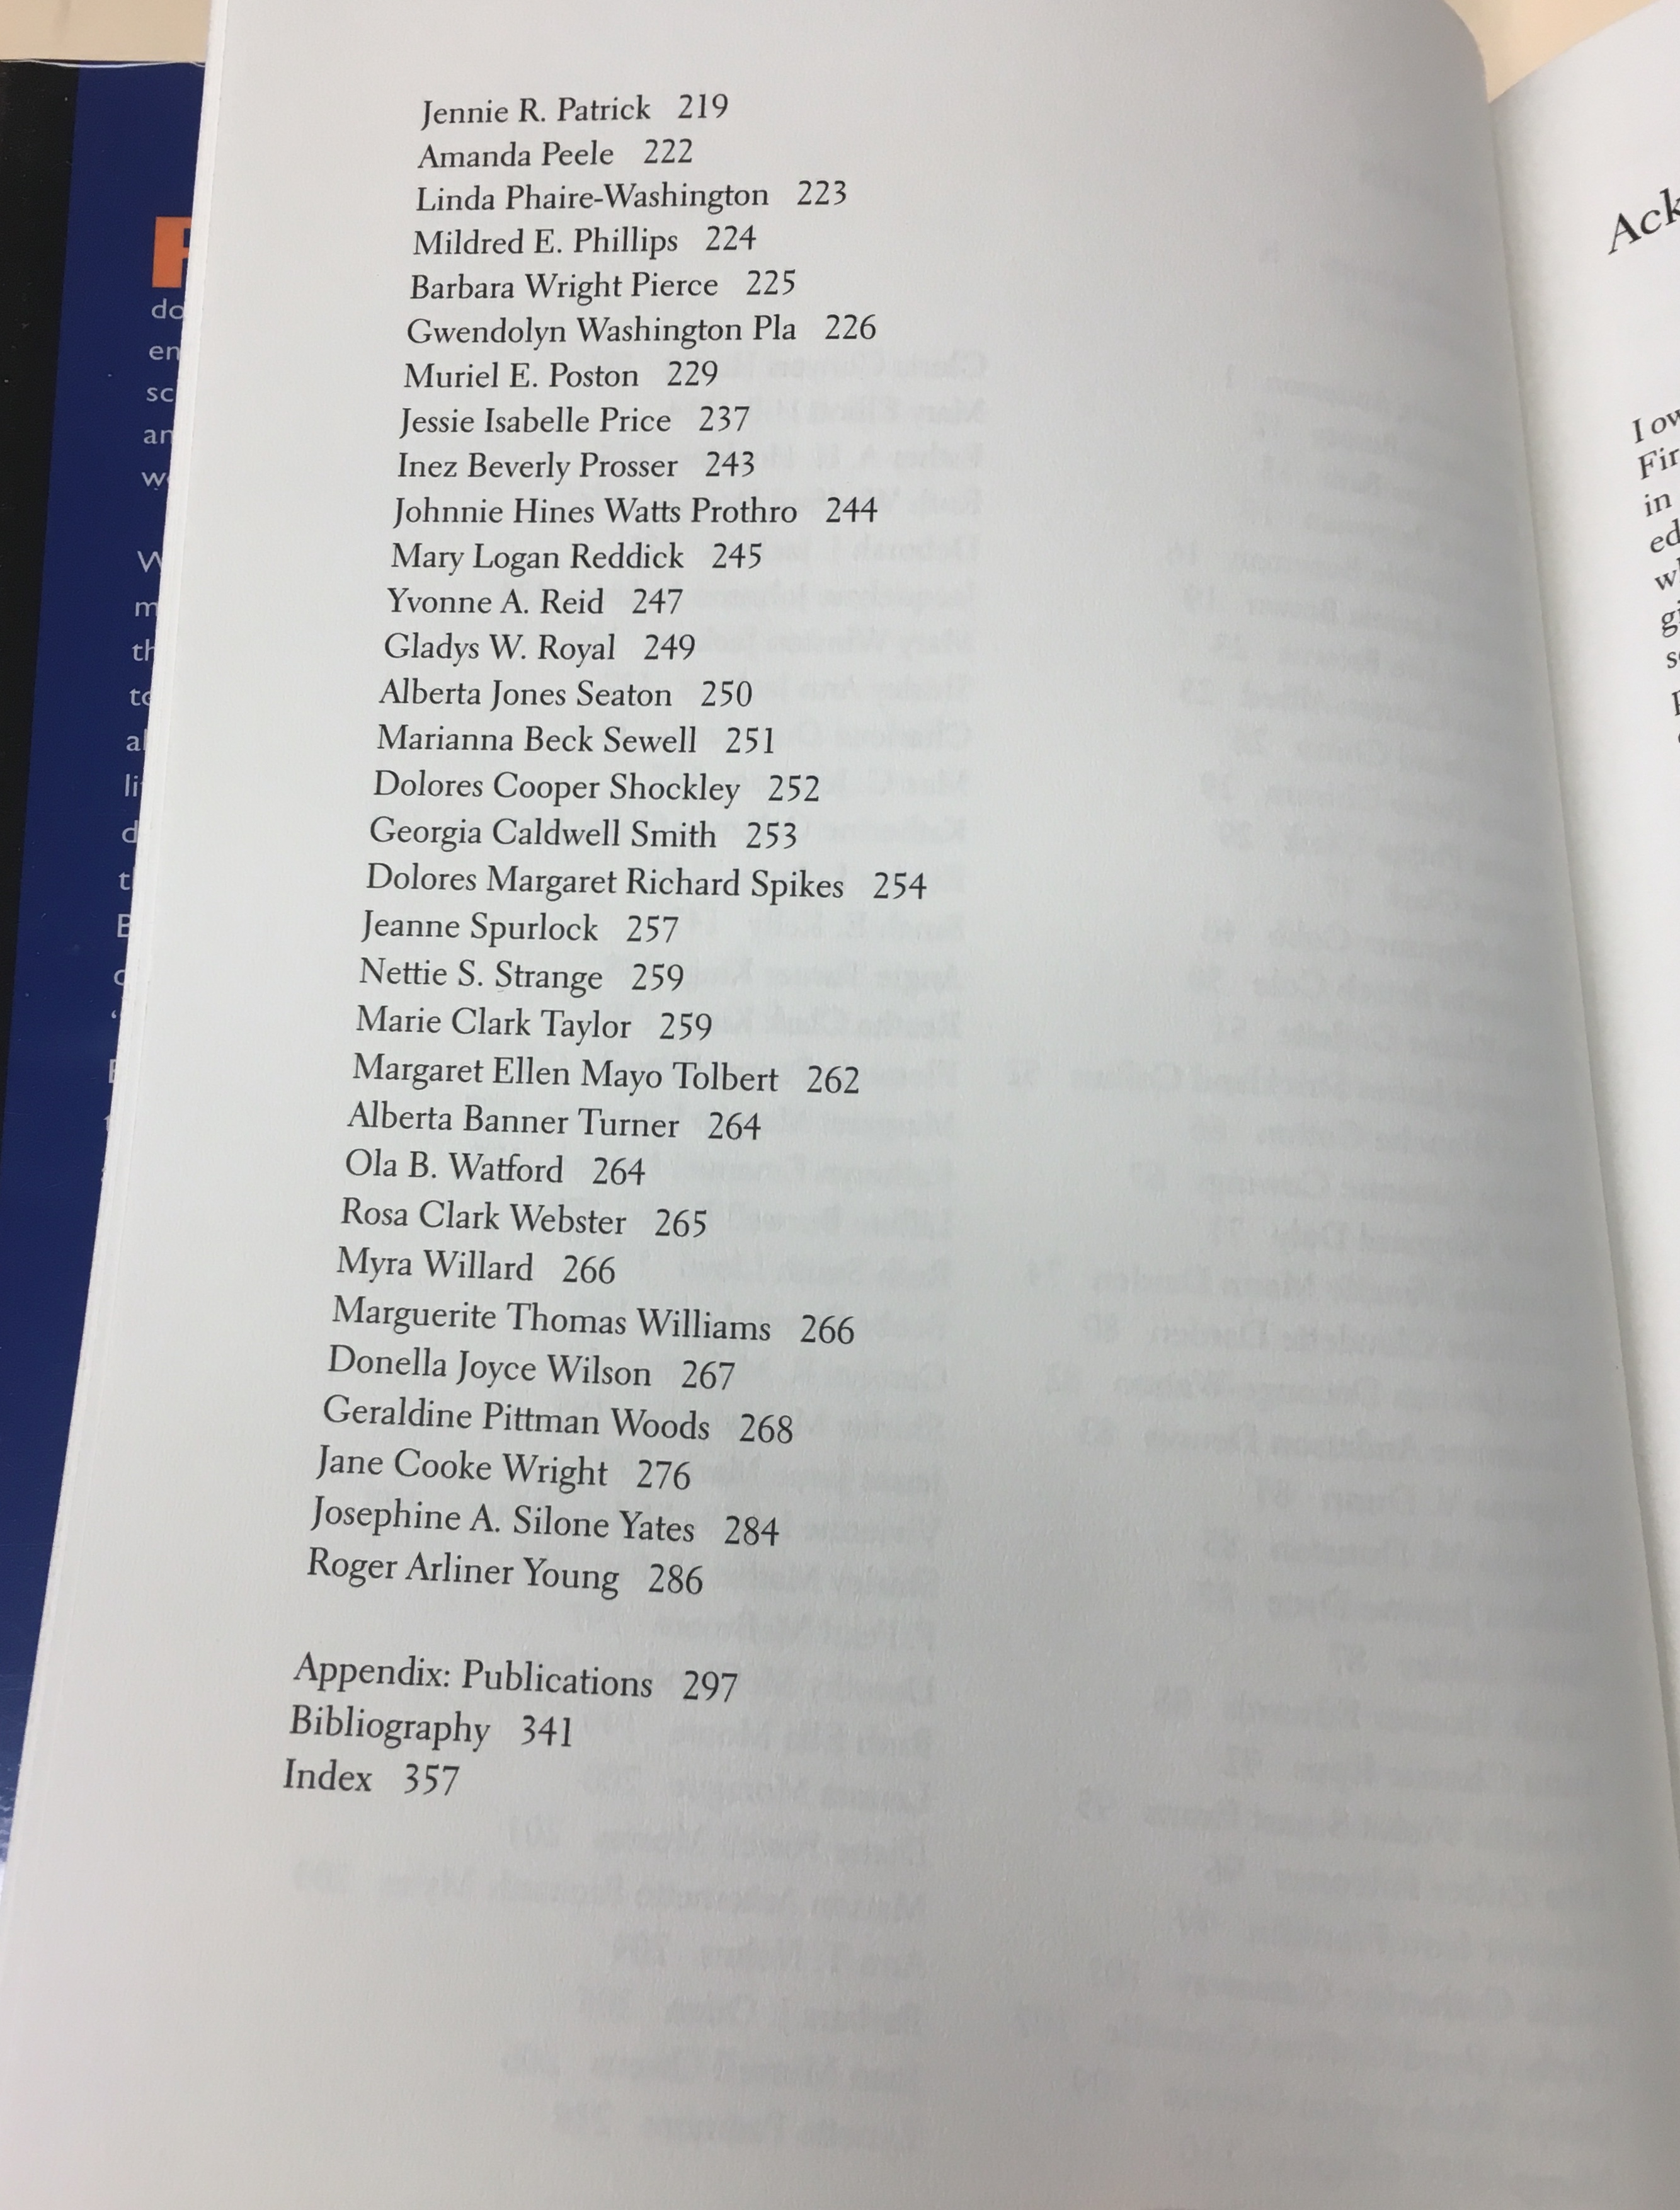 Jennie R. Patrick 219
Amanda Peele 222
Linda Phaire-Washington 223
Mildred E. Phillips 224
Barbara Wright Pierce 225
Gwendolyn Washington Pla 226
Muriel E. Poston 229
Jessie Isabelle Price 237
Inez Beverly Prosser 243
Johnnie Hines Watts Prothro 244
Mary Logan Reddick 245
Yvonne A. Reid 247
Gladys W. Royal 249
Alberta Jones Seaton 250
Marianna Beck Sewell 251
Dolores Cooper Shockley 252
Georgia Caldwell Smith 253
Dolores Margaret Richard Spikes 254
Jeanne Spurlock 257
Nettie S. Strange 259
Marie Clark Taylor 259
Margaret Ellen Mayo Tolbert 262
Alberta Banner Turner 264
Ola B. Watford 264
Rosa Clark Webster 265
Myra Willard 266
Marguerite Thomas Williams 266
Donella Joyce Wilson 267
Geraldine Pittman Woods 268
Jane Cooke Wright 276
Josephine A. Silone Yates 284
Roger Arliner Young 286
Appendix: Publications 297
Bibliography 341
Index 357
Ack
I ow
Fir
in
ed